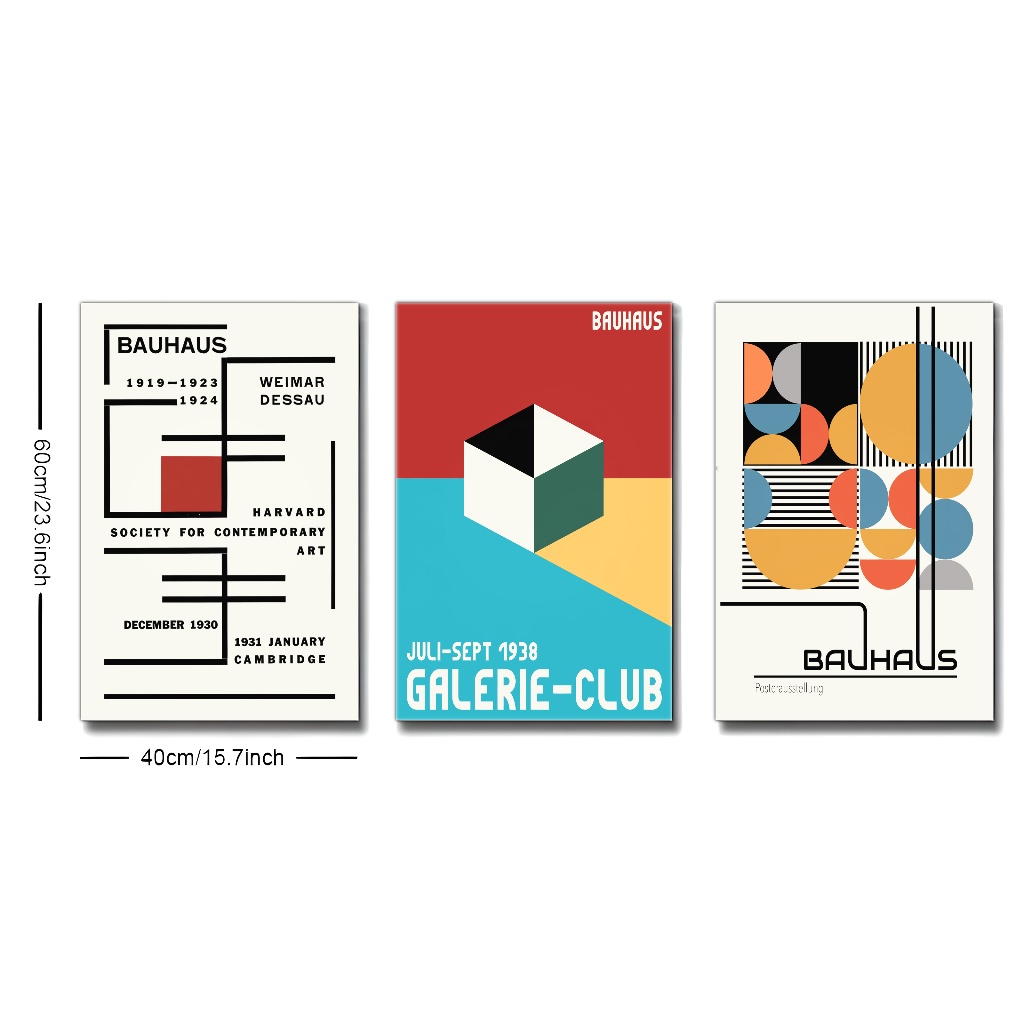 60cm/23.6inch
BAUHAUS
1919–1923
WEIMAR
1924
DESSAU
HARVARD
SOCIETY FOR CONTEMPORARY
ART
DECEMBER 1930
1931 JANUARY
CAMBRIDGE
40cm/15.7inch
BAUHAUS
JULI-SEPT 1938
GALERIE-CLUB
BAUHAUS
Postorausstellung